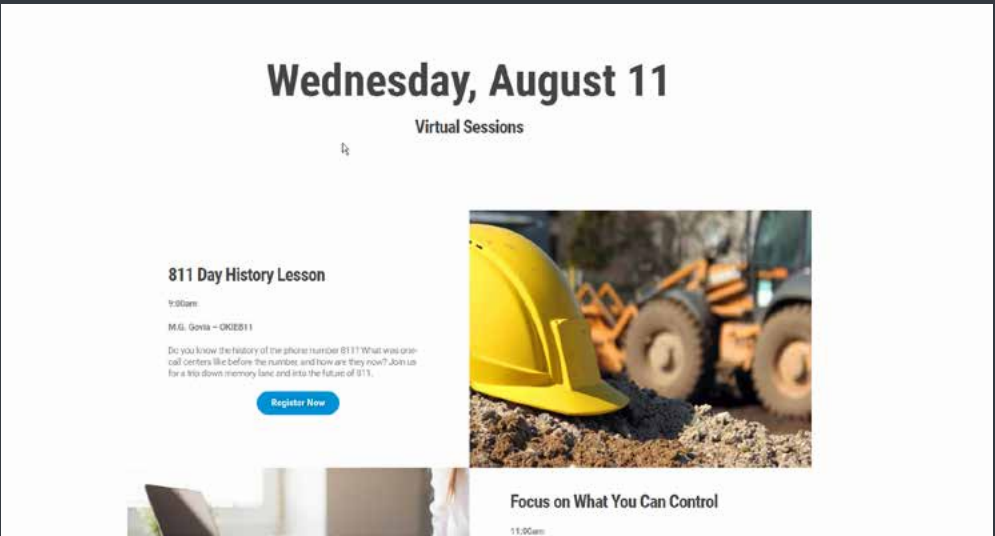 Wednesday, August 11
Virtual Sessions
811 Day History Lesson
9:00am
M.G. Govia – OKIE811
Do you know the history of the phone number 811? What was one-
call centers like before the number, and how are they now? Join us
for a trip down memory lane and into the future of 811.
Register Now
Focus on What You Can Control
11:00am